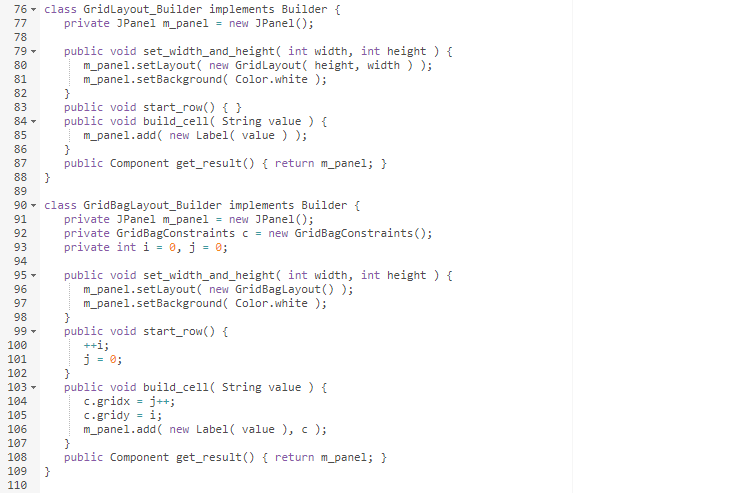 76 class GridLayout_Builder implements Builder {
77     private JPanel m_panel = new JPanel();
78
79     public void set_width_and_height( int width, int height ) {
80         m_panel.setLayout( new GridLayout( height, width ) );
81         m_panel.setBackground( Color.white );
82     }
83     public void start_row() { }
84     public void build_cell( String value ) {
85         m_panel.add( new Label( value ) );
86     }
87     public Component get_result() { return m_panel; }
88 }
89
90 class GridBagLayout_Builder implements Builder {
91     private JPanel m_panel = new JPanel();
92     private GridBagConstraints c = new GridBagConstraints();
93     private int i = 0, j = 0;
94
95     public void set_width_and_height( int width, int height ) {
96         m_panel.setLayout( new GridBagLayout() );
97         m_panel.setBackground( Color.white );
98     }
99     public void start_row() {
100         ++i;
101         j = 0;
102     }
103     public void build_cell( String value ) {
104         c.gridx = j++;
105         c.gridy = i;
106         m_panel.add( new Label( value ), c );
107     }
108     public Component get_result() { return m_panel; }
109 }
110